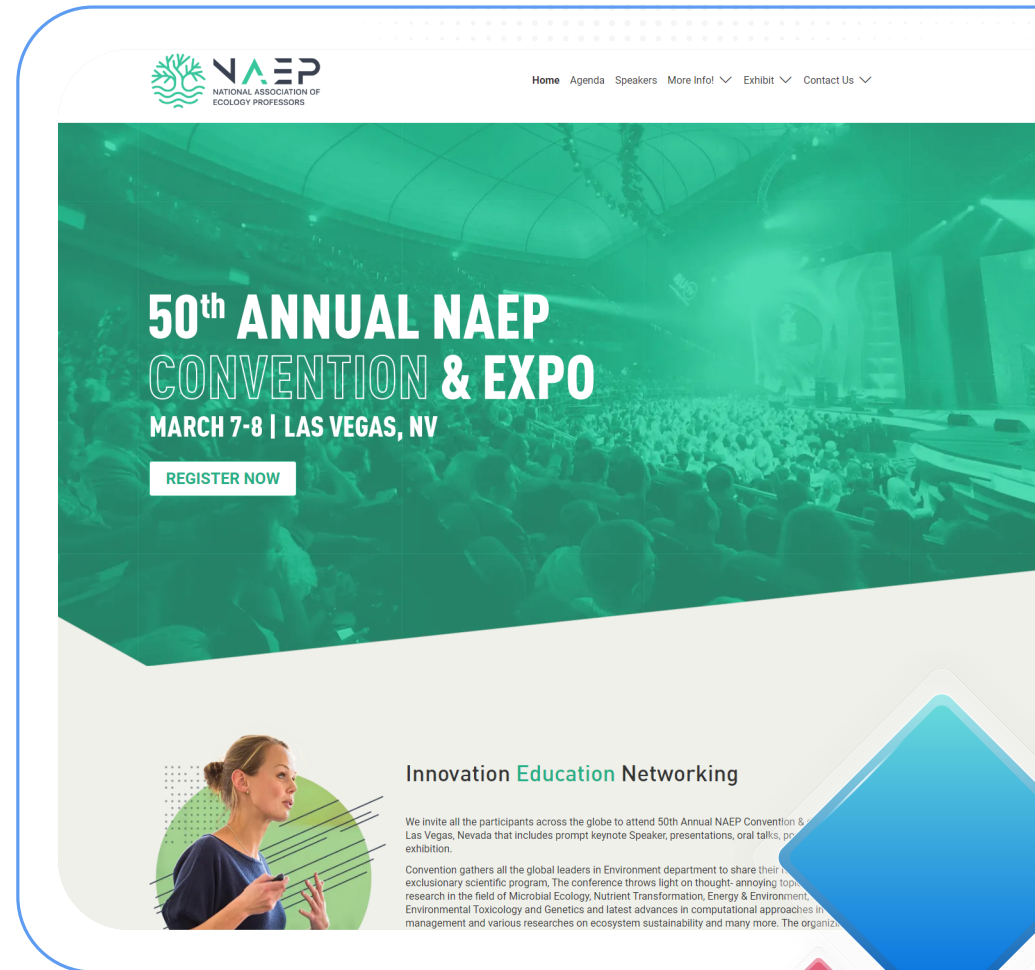 NAEP
NATIONAL ASSOCIATION OF
ECOLOGY PROFESSORS
Home Agenda Speakers More Info! Exhibit Contact Us
50th ANNUAL NAEP
CONVENTION & EXPO
MARCH 7-8 | LAS VEGAS, NV
REGISTER NOW
Innovation Education Networking
We invite all the participants across the globe to attend 50th Annual NAEP Convention &
Las Vegas, Nevada that includes prompt keynote Speaker, presentations, oral talks,
exhibition.
Convention gathers all the global leaders in Environment department to share their
exclusionary scientific program, The conference throws light on thought- annoying
research in the field of Microbial Ecology, Nutrient Transformation, Energy & Environment,
Environmental Toxicology and Genetics and latest advances in computational approaches in
management and various researches on ecosystem sustainability and many more. The